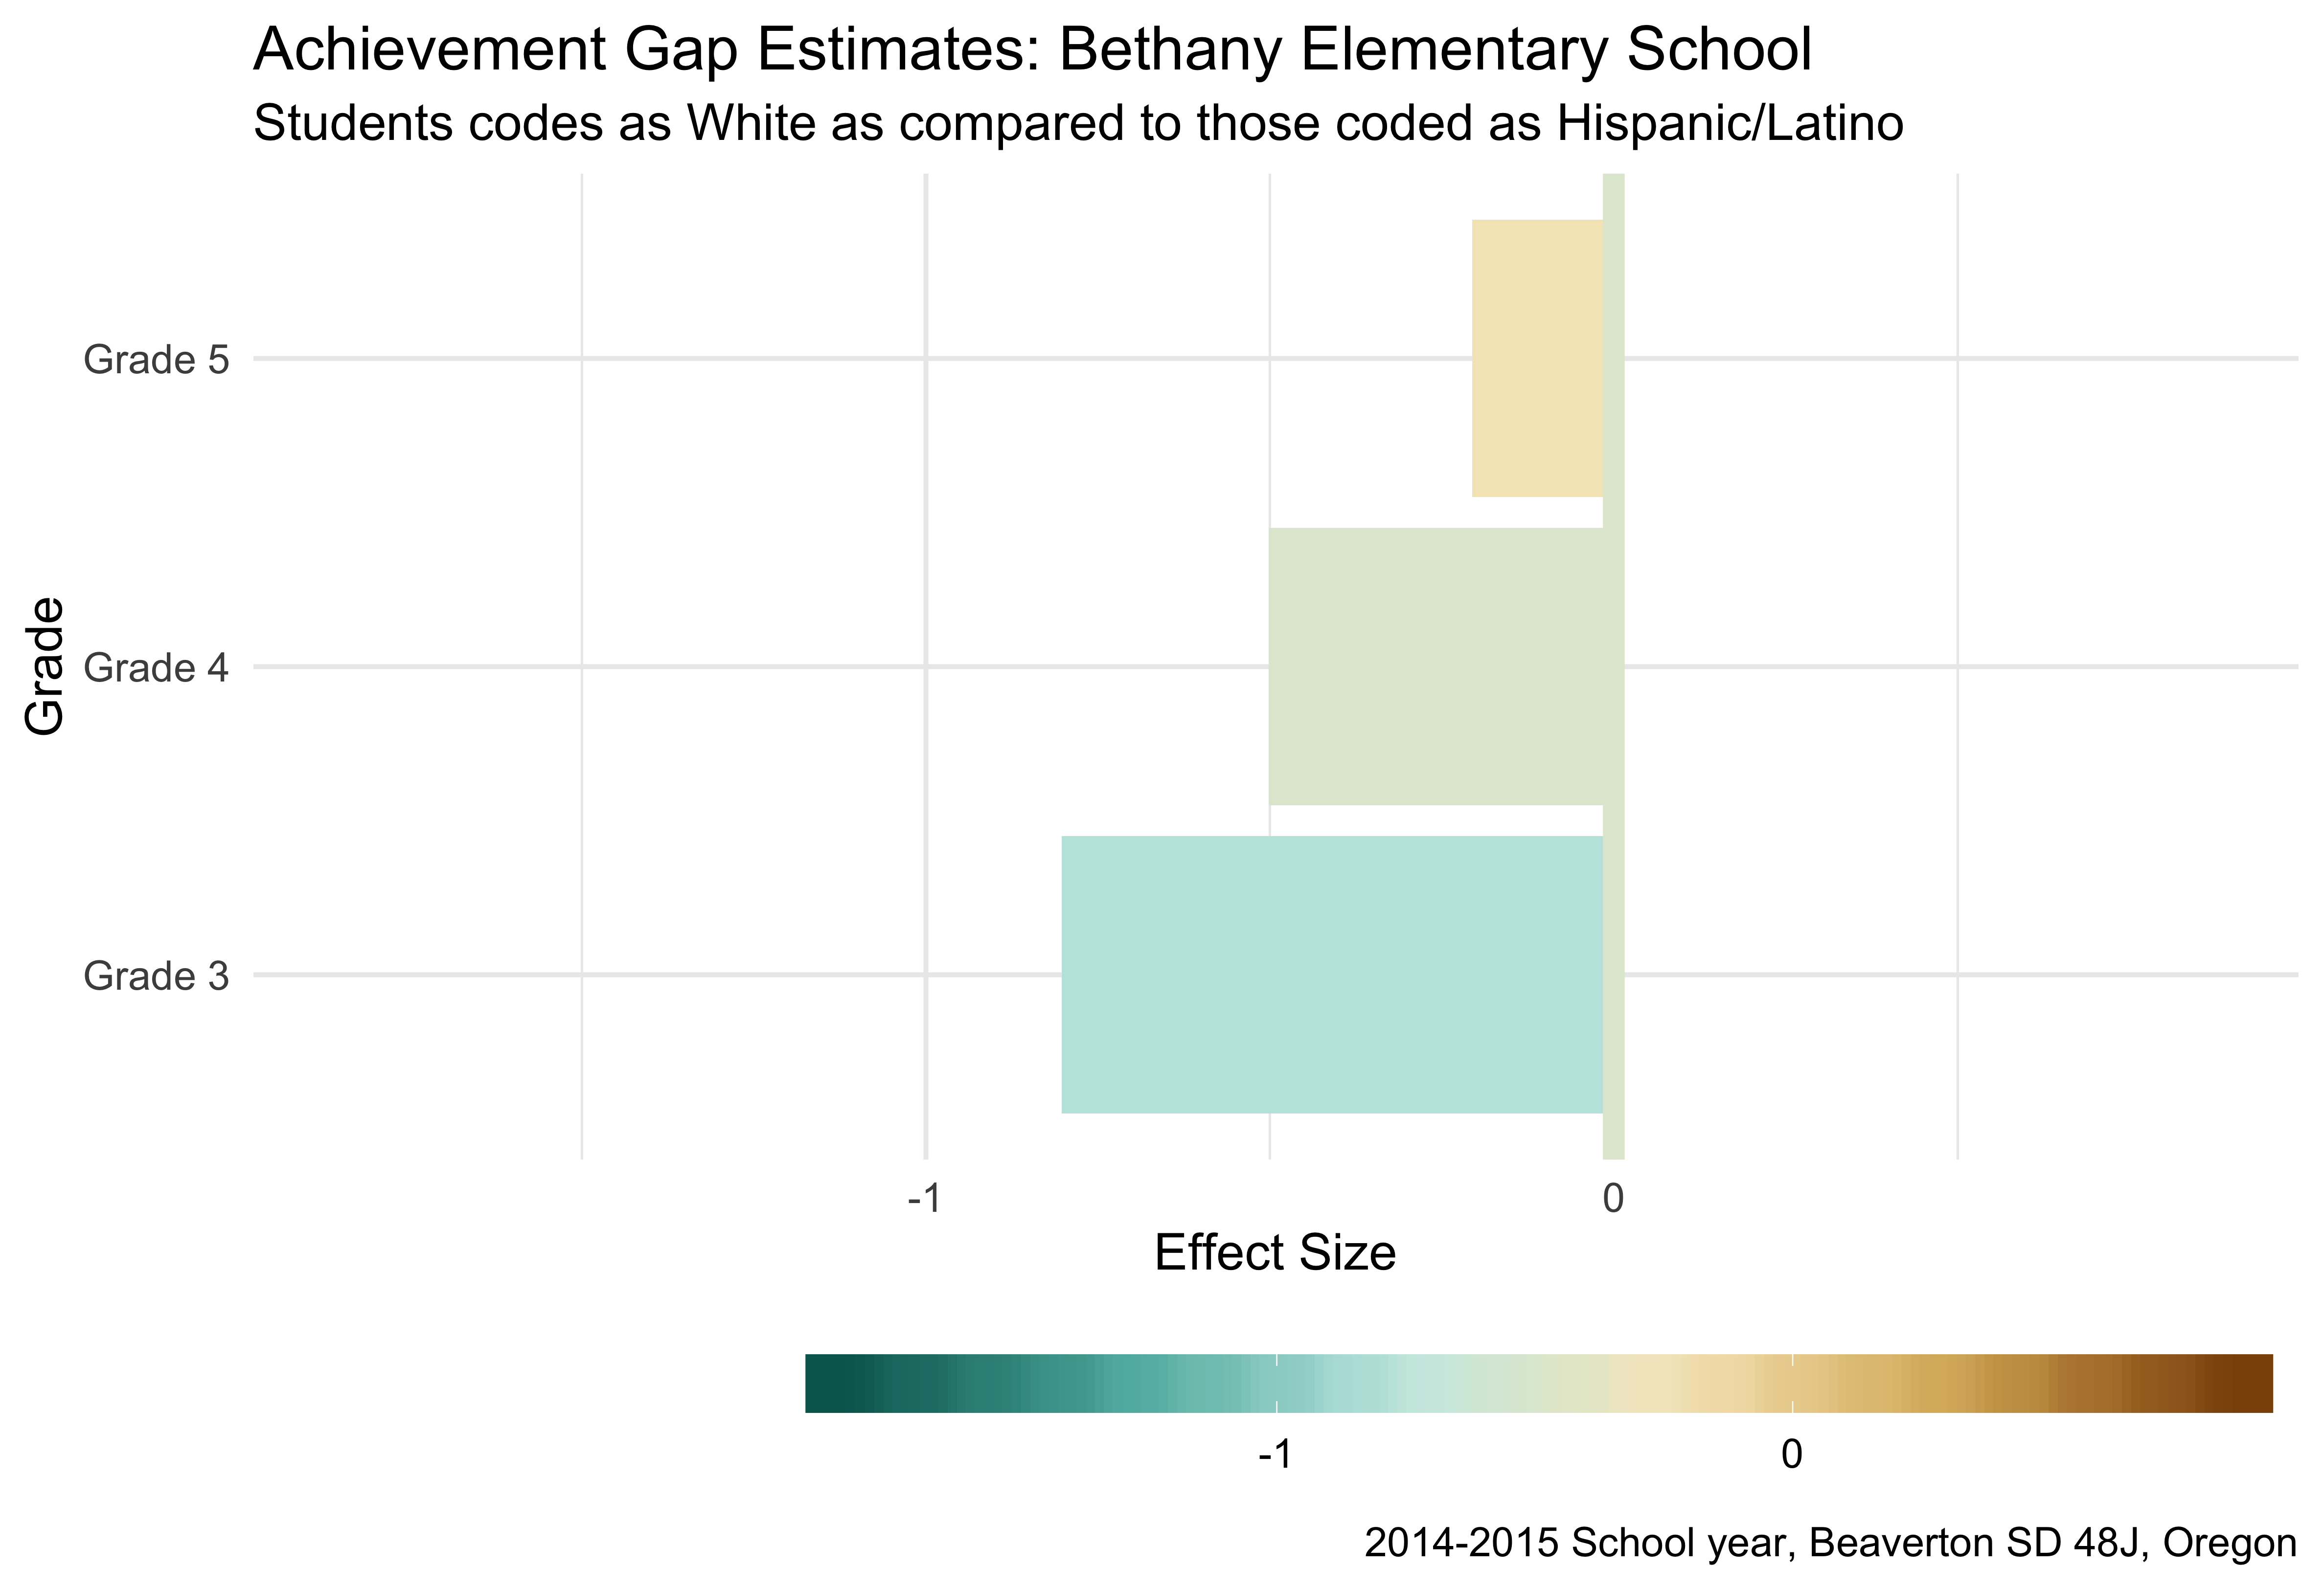 Achievement Gap Estimates: Bethany Elementary School
Students codes as White as compared to those coded as Hispanic/Latino
Grade
Grade 5
Grade 4
Grade 3
-1 0
Effect Size
-1 0
2014-2015 School year, Beaverton SD 48J, Oregon